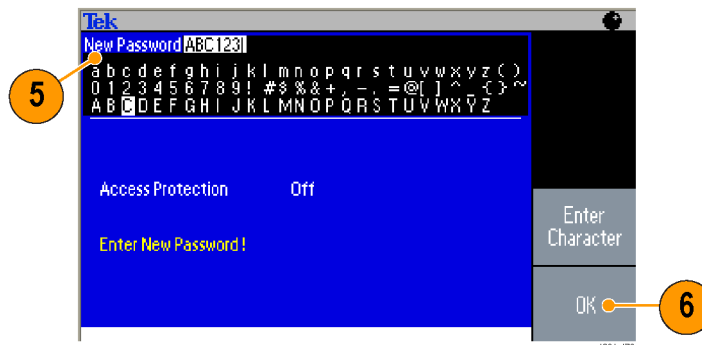 Tek
New Password ABC123
a b c d e f g h i j k l m n o p q r s t u v w x y z ( )
0 1 2 3 4 5 6 7 8 9 ! # $ % & + , - . = @ [ ] ^ _ { } ~
A B C D E F G H I J K L M N O P Q R S T U V W X Y Z
5
Access Protection Off
Enter New Password !
Enter
Character
OK
6